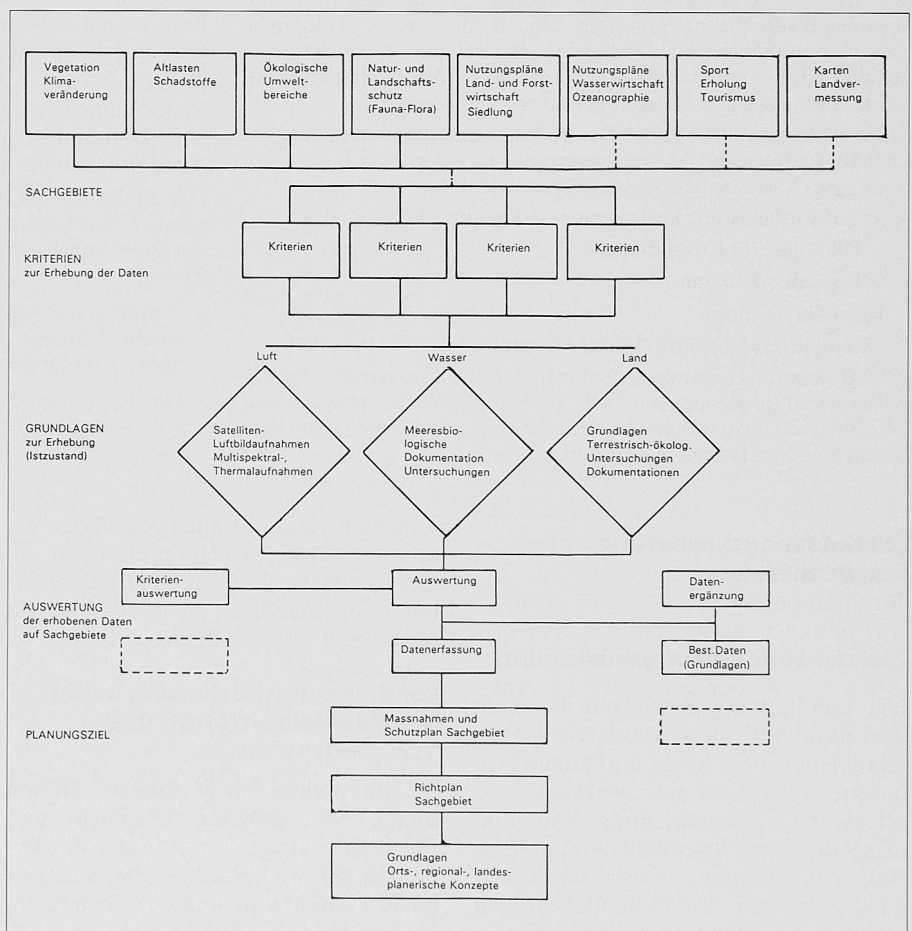 Vegetation
Klima-
veränderung
Altlasten
Schadstoffe
Ökologische
Umwelt-
bereiche
Natur- und
Landschafts-
schutz
(Fauna-Flora)
Nutzungspläne
Land- und Forst-
wirtschaft
Siedlung
Nutzungspläne
Wasserwirtschaft
Ozeanographie
Sport
Erholung
Tourismus
Karten
Landver-
messung
SACHGEBIETE
KRITERIEN
zur Erhebung der Daten
Kriterien
Kriterien
Kriterien
Kriterien
Luft
Wasser
Land
GRUNDLAGEN
zur Erhebung
(Istzustand)
Satelliten-
Luftbildaufnahmen
Multispektral-,
Thermalaufnahmen
Meeresbio-
logische
Dokumentation
Untersuchungen
Grundlagen
Terrestrisch-ökolog.
Untersuchungen
Dokumentationen
AUSWERTUNG
der erhobenen Daten
auf Sachgebiete
Kriterien-
auswertung
Auswertung
Daten-
ergänzung
Datenerfassung
Best.Daten
(Grundlagen)
PLANUNGSZIEL
Massnahmen und
Schutzplan Sachgebiet
Richtplan
Sachgebiet
Grundlagen
Orts-, regional-, landes-
planerische Konzepte